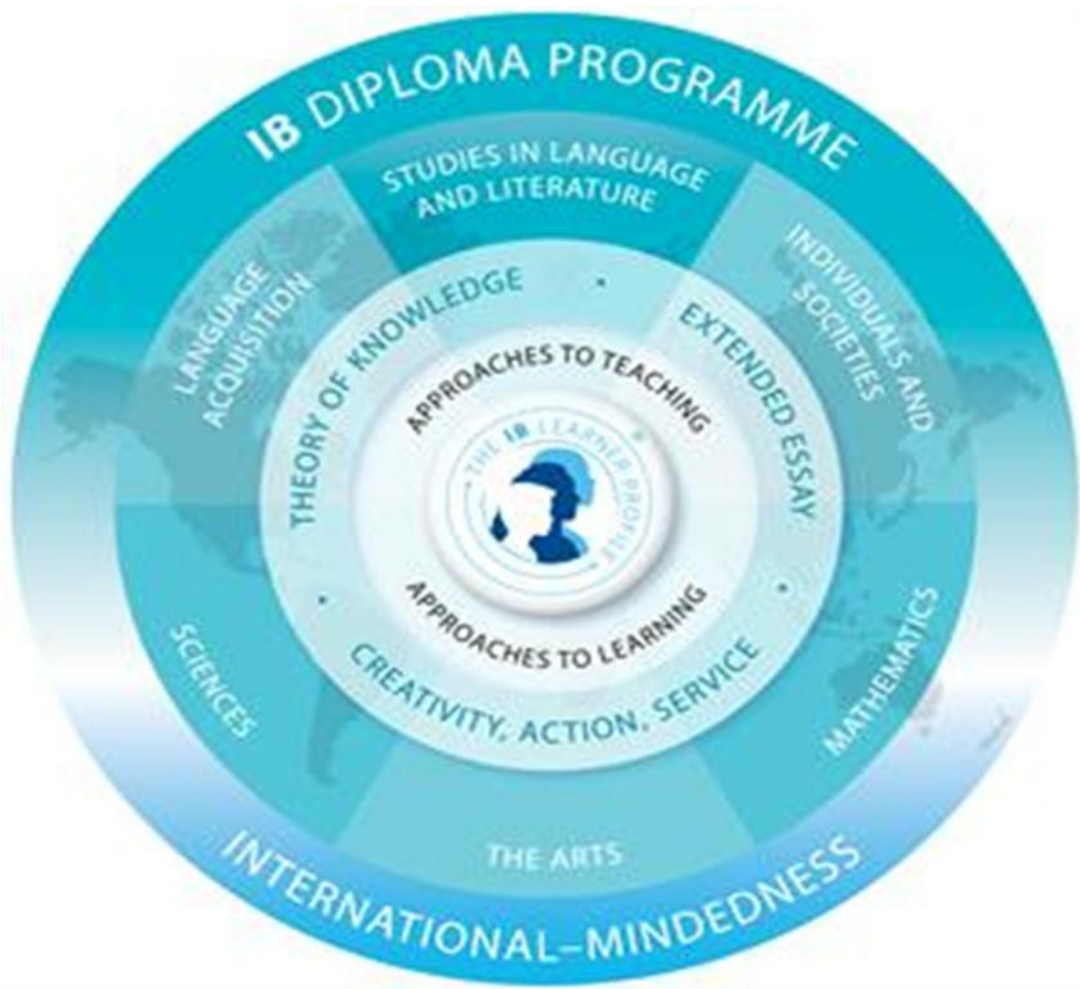 IB DIPLOMA PROGRAMME
STUDIES IN LANGUAGE
AND LITERATURE
LANGUAGE
ACQUISITION
INDIVIDUALS AND
SOCIETIES
THEORY OF KNOWLEDGE
EXTENDED ESSAY
APPROACHES TO TEACHING
THE IB LEARNER PROFILE
APPROACHES TO LEARNING
CREATIVITY, ACTION, SERVICE
SCIENCES
MATHEMATICS
THE ARTS
INTERNATIONAL–MINDEDNESS